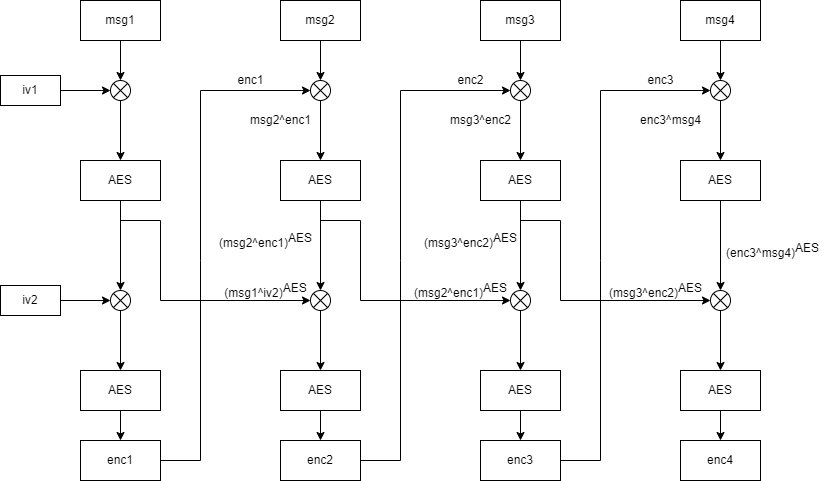 msg1 msg2 msg3 msg4
enc1 enc2 enc3
iv1
msg2^enc1 msg3^enc2 enc3^msg4
AES AES AES AES
(msg2^enc1)AES (msg3^enc2)AES (enc3^msg4)AES
iv2 (msg1^iv2)AES (msg2^enc1)AES (msg3^enc2)AES
AES AES AES AES
enc1 enc2 enc3 enc4